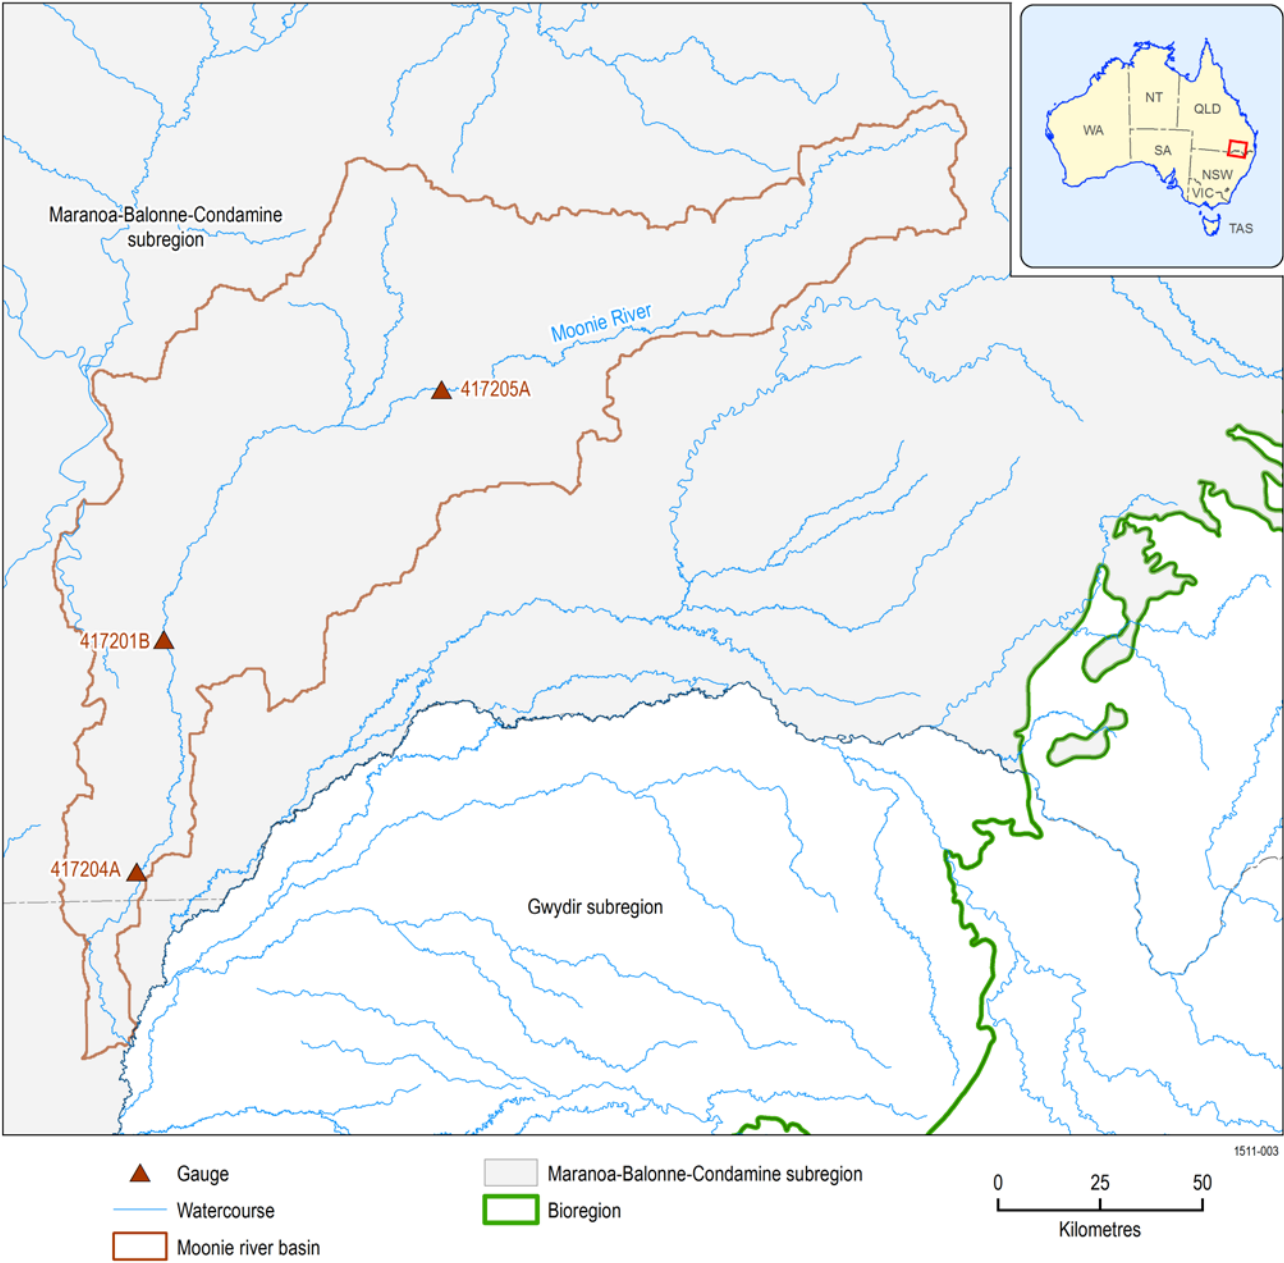 NT
QLD
WA
SA
NSW
VIC
TAS
Maranoa-Balonne-Condamine
subregion
Moonie River
417205A
417201B
417204A
Gwydir subregion
1511-003
Gauge
Watercourse
Moonie river basin
Maranoa-Balonne-Condamine subregion
Bioregion
0 25 50
Kilometres